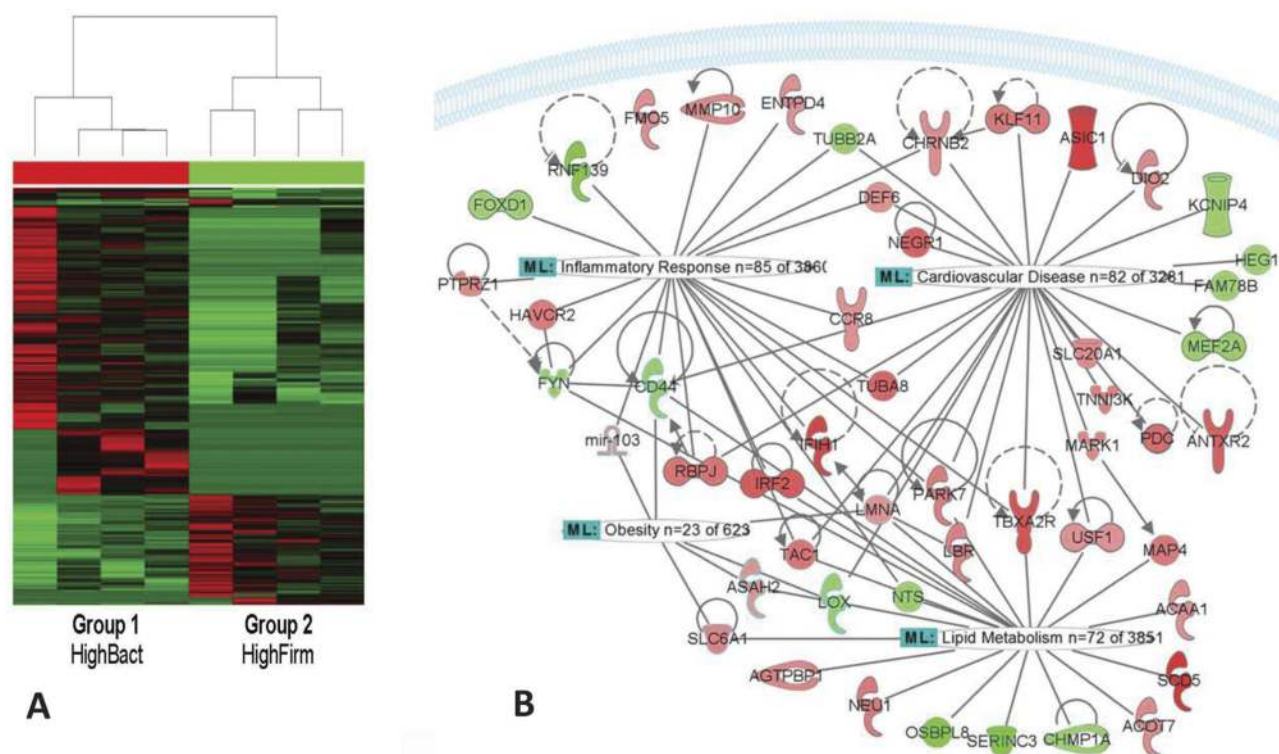 FMO5
MMP10
ENTPD4
TUBB2A
CHRNB2
KLF11
ASIC1
RNF139
DIO2
FOXD1
DEF6
KCNIP4
NEGR1
HEG1
ML: Inflammatory Response n=85 of 3860
ML: Cardiovascular Disease n=82 of 3281
PTPRZ1
FAM78B
HAVCR2
CCR8
MEF2A
SLC20A1
FYN
CD44
TUBA8
TNNI3K
mir-103
IFIH1
MARK1
PDC
ANTXR2
RBPJ
IRF2
PARK7
LMNA
TBXA2R
USF1
ML: Obesity n=23 of 623
TAC1
LBR
MAP4
ASAH2
LOX
NTS
ACAA1
SLC6A1
ML: Lipid Metabolism n=72 of 3851
AGTPBP1
NEU1
SCD5
OSBPL8
SERINC3
CHMP1A
ACOT7
Group 1
HighBact
Group 2
HighFirm
A
B